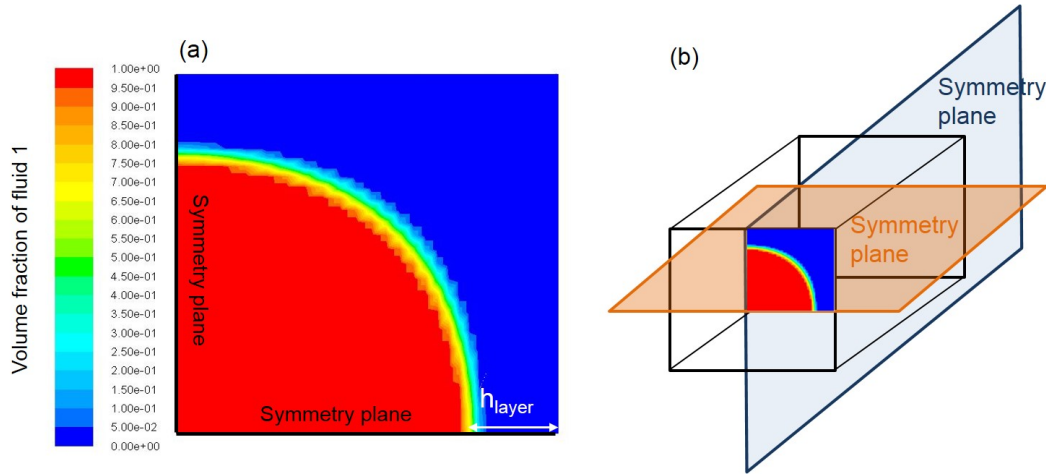 (a)
Volume fraction of fluid 1
1.00e+00
9.50e-01
9.00e-01
8.50e-01
8.00e-01
7.50e-01
7.00e-01
6.50e-01
6.00e-01
5.50e-01
5.00e-01
4.50e-01
4.00e-01
3.50e-01
3.00e-01
2.50e-01
2.00e-01
1.50e-01
1.00e-01
5.00e-02
0.00e+00
Symmetry plane
Symmetry plane
hlayer
(b)
Symmetry
plane
Symmetry
plane